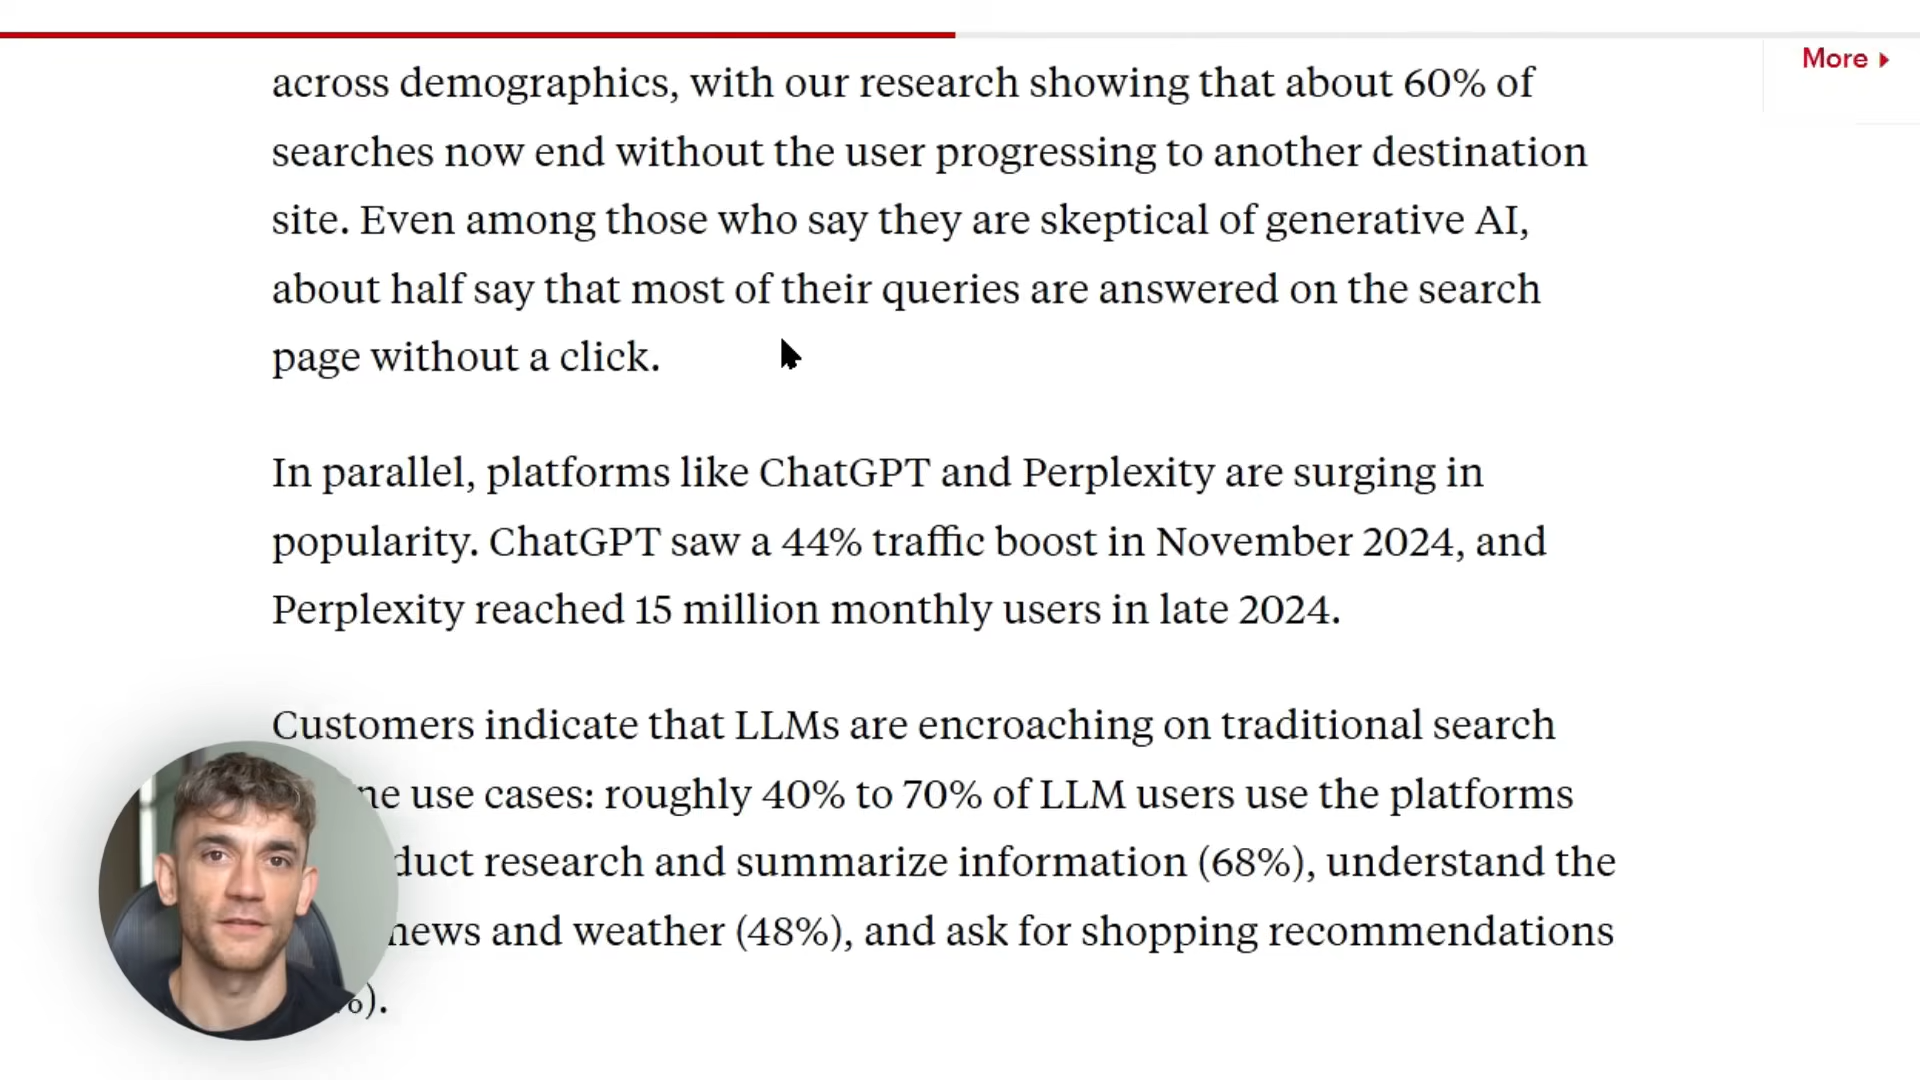 More
across demographics, with our research showing that about 60% of
searches now end without the user progressing to another destination
site. Even among those who say they are skeptical of generative AI,
about half say that most of their queries are answered on the search
page without a click.
In parallel, platforms like ChatGPT and Perplexity are surging in
popularity. ChatGPT saw a 44% traffic boost in November 2024, and
Perplexity reached 15 million monthly users in late 2024.
Customers indicate that LLMs are encroaching on traditional search
use cases: roughly 40% to 70% of LLM users use the platforms
research and summarize information (68%), understand the
news and weather (48%), and ask for shopping recommendations
%).